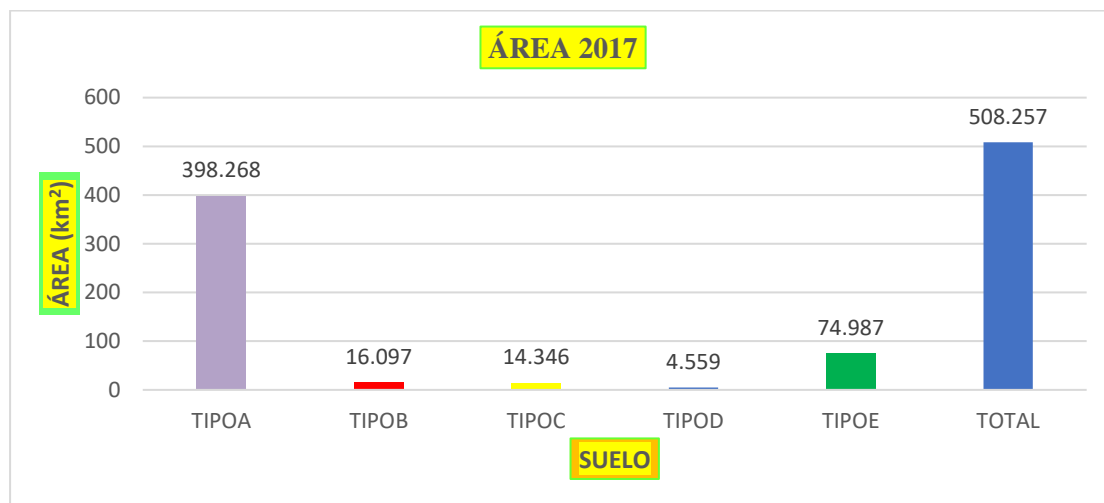 ÁREA 2017
ÁREA (km²)
600
500
400
300
200
100
0
398.268
16.097
14.346
4.559
74.987
508.257
TIPOA
TIPOB
TIPOC
TIPOD
TIPOE
TOTAL
SUELO